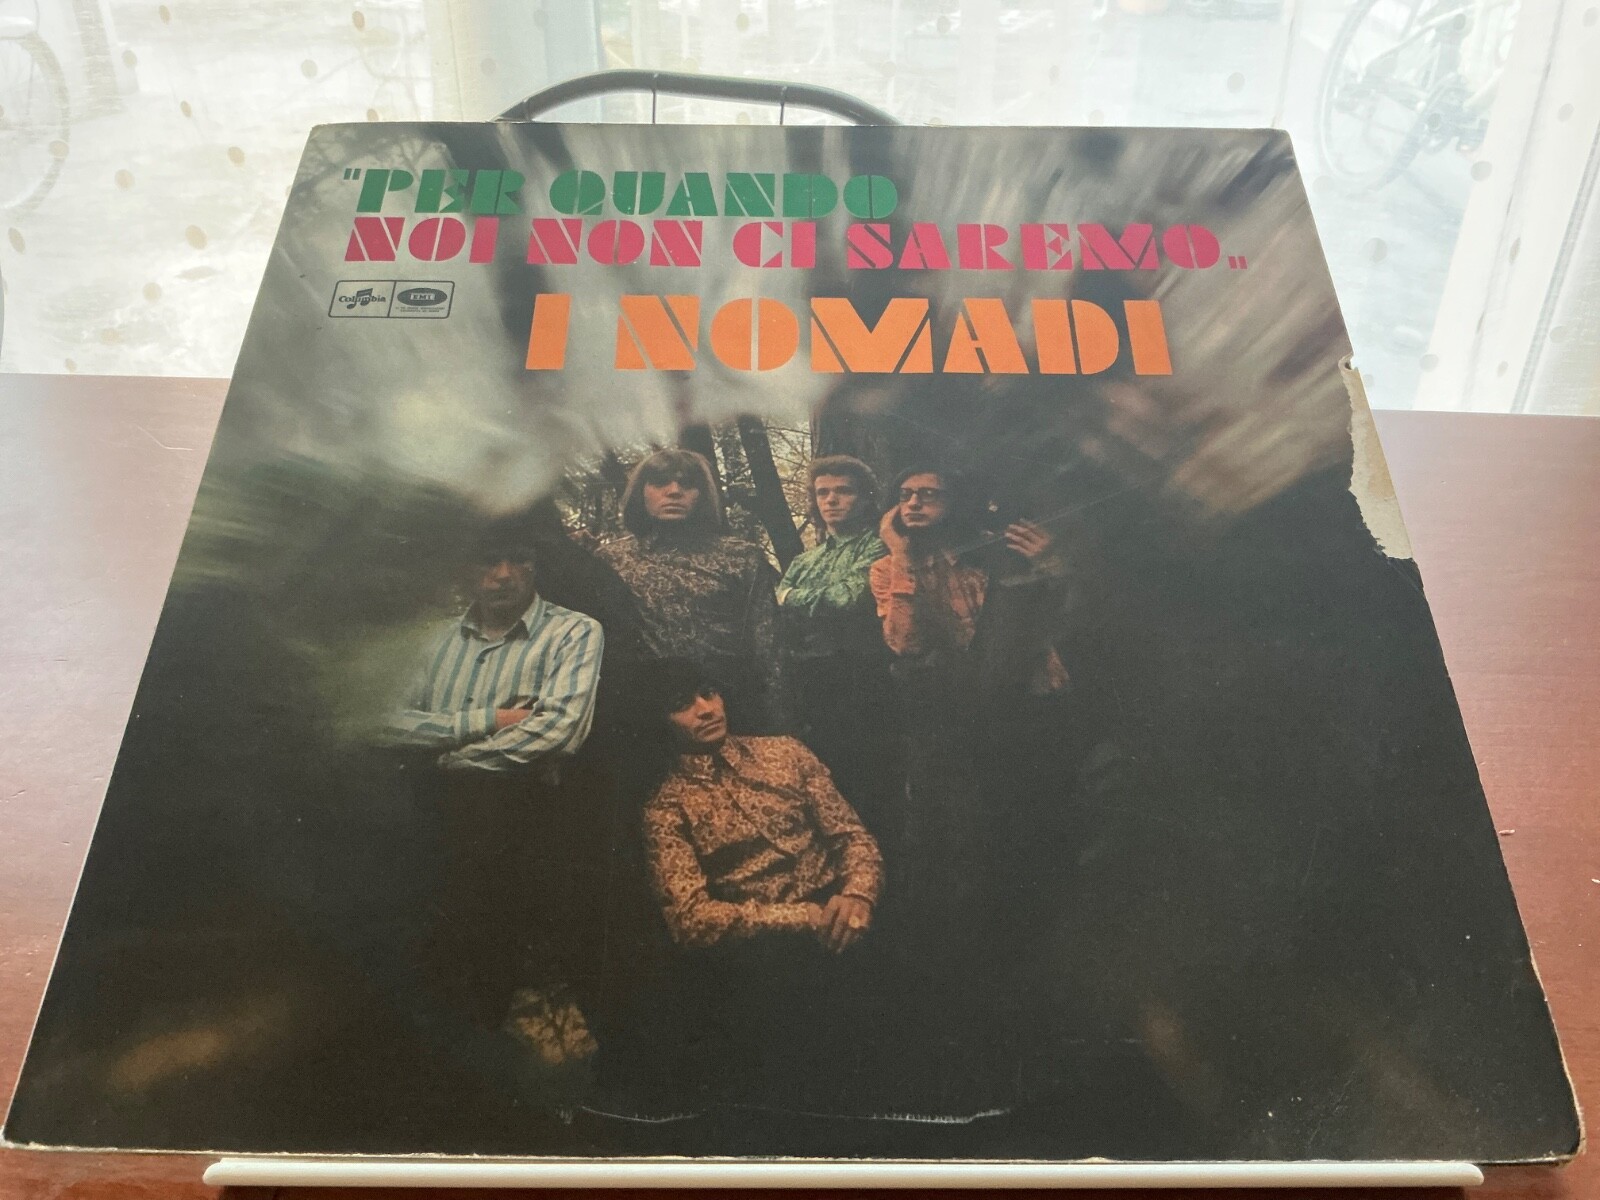 "PER QUANDO
NOI NON CI SAREMO„
I NOMADI
Columbia
EMI